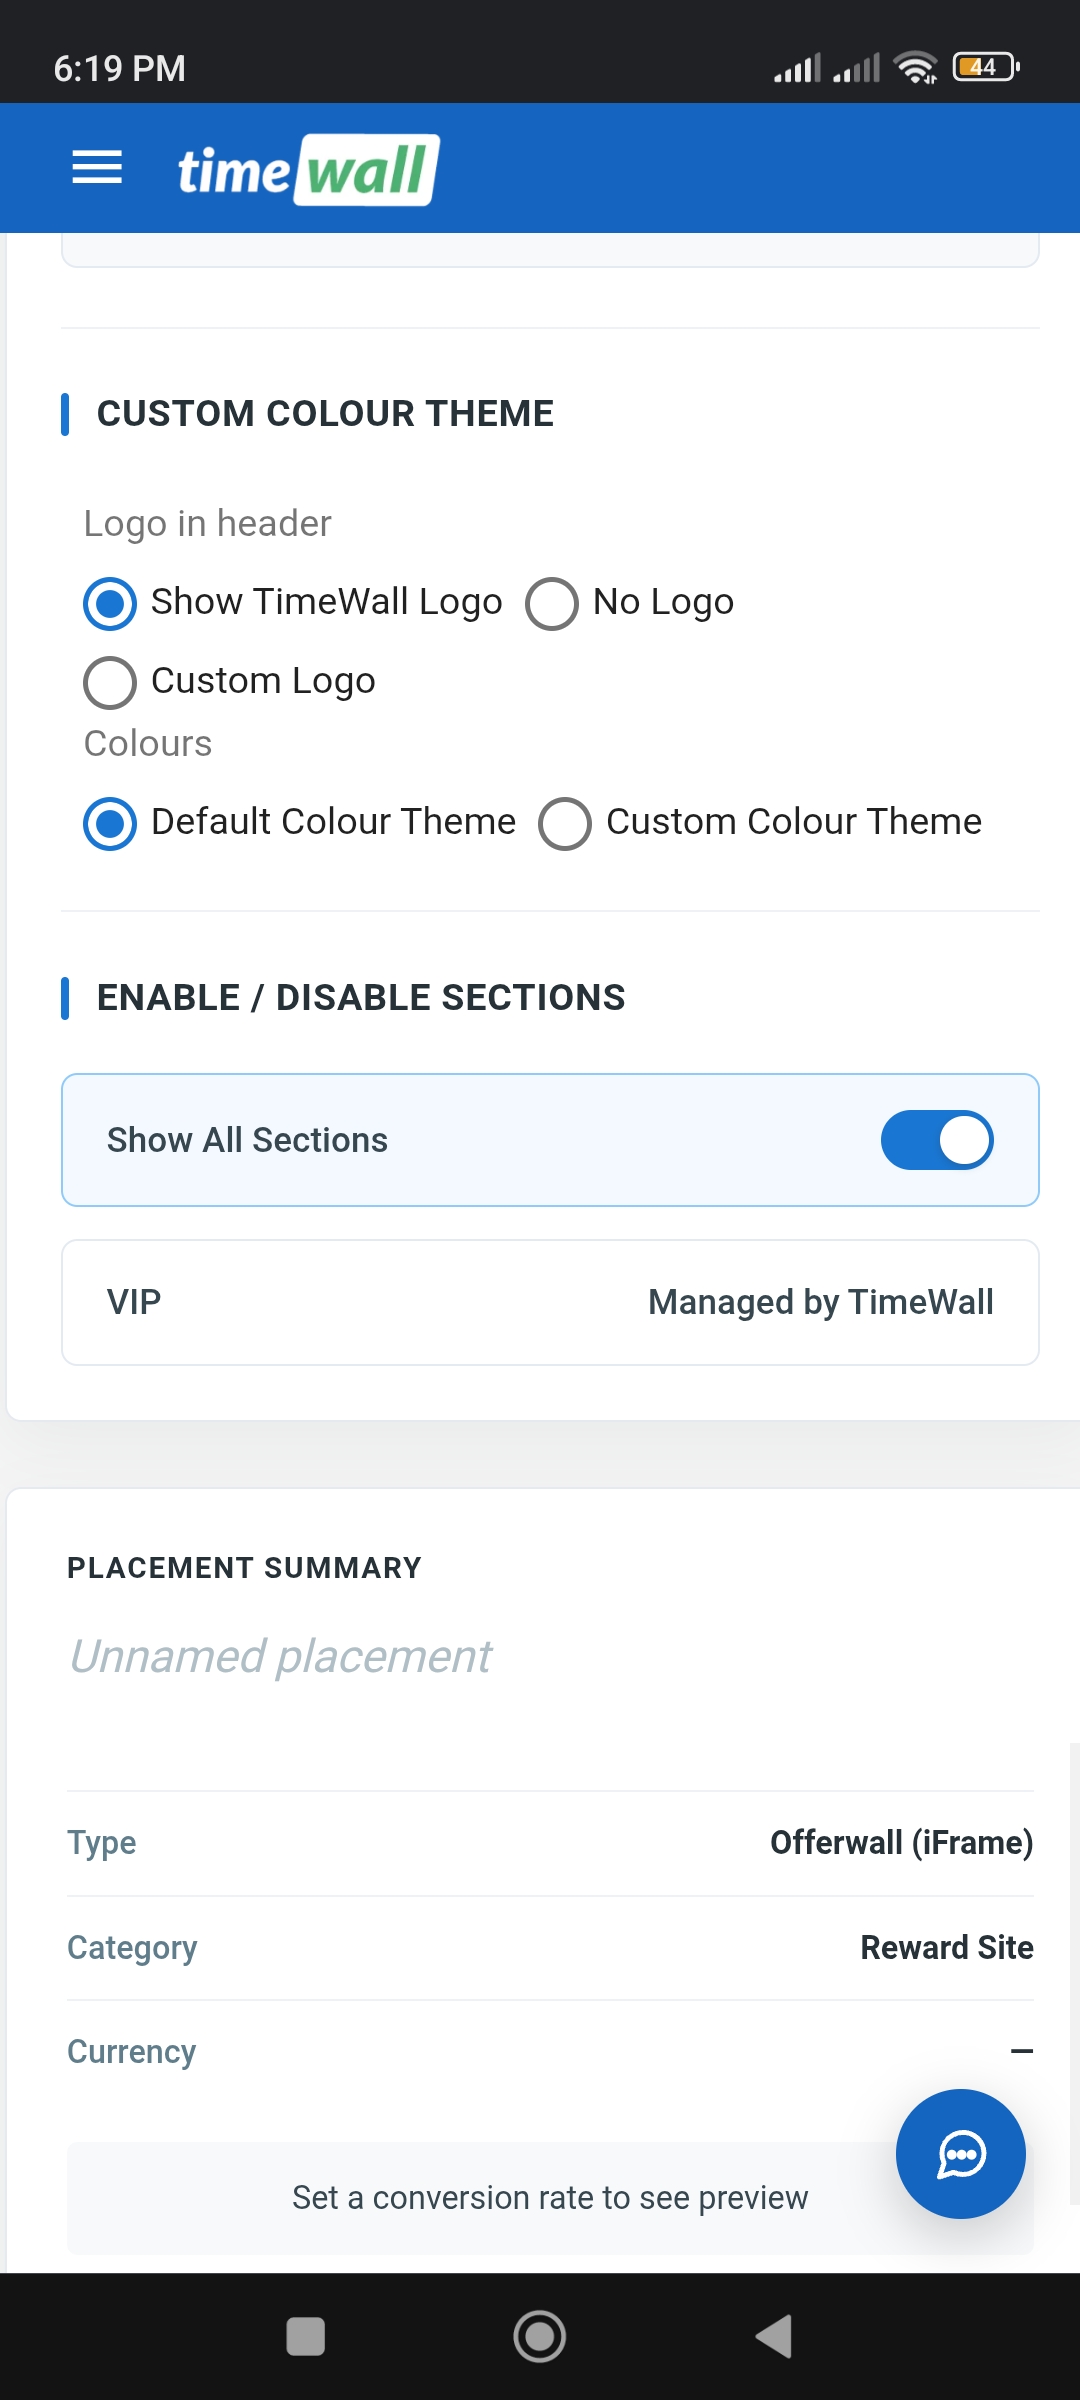 6:19 PM
44
timewall
CUSTOM COLOUR THEME
Logo in header
Show TimeWall Logo No Logo
Custom Logo
Colours
Default Colour Theme Custom Colour Theme
ENABLE / DISABLE SECTIONS
Show All Sections
VIP Managed by TimeWall
PLACEMENT SUMMARY
Unnamed placement
Type Offerwall (iFrame)
Category Reward Site
Currency –
Set a conversion rate to see preview